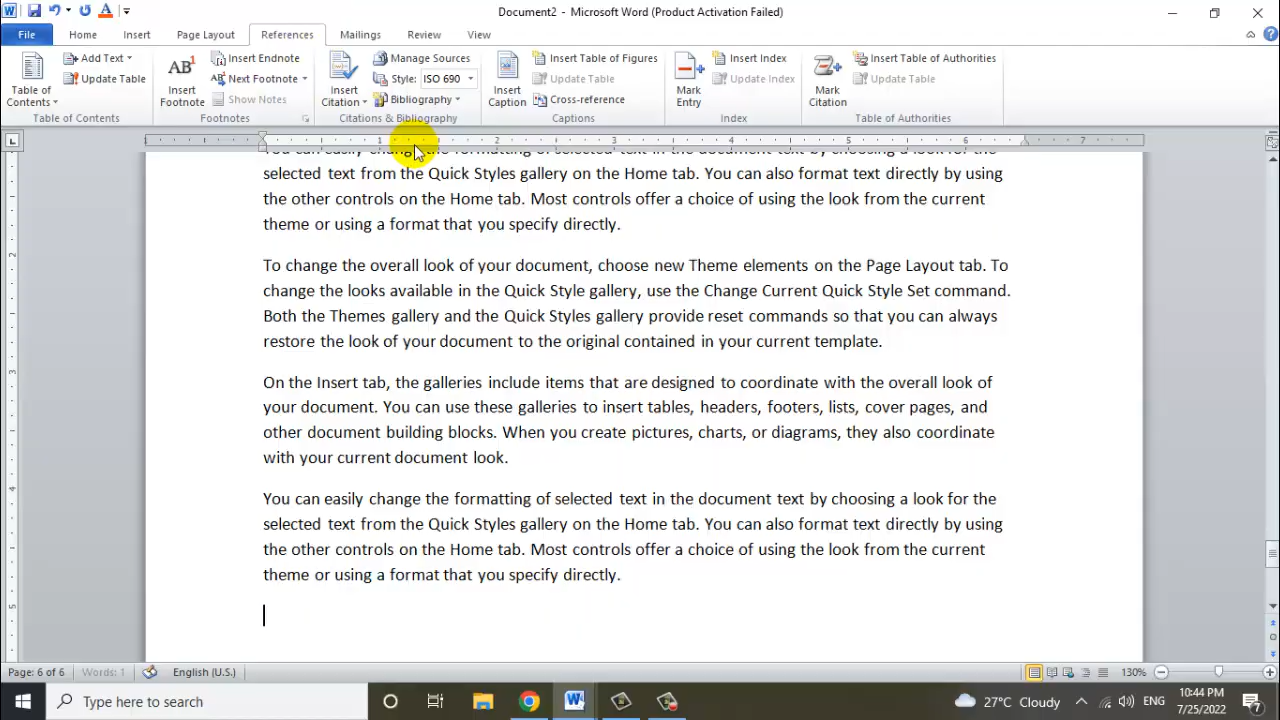 Document2 - Microsoft Word (Product Activation Failed)
File Home Insert Page Layout References Mailings Review View
Table of Contents
Add Text
Update Table
Table of Contents
AB¹ Insert Footnote
Insert Endnote
Next Footnote
Show Notes
Footnotes
Insert Citation
Manage Sources
Style: ISO 690
Bibliography
Citations & Bibliography
Insert Caption
Insert Table of Figures
Update Table
Cross-reference
Captions
Mark Entry
Insert Index
Update Index
Index
Mark Citation
Insert Table of Authorities
Update Table
Table of Authorities
1 2 3 4 5 6 7
You can easily change the formatting of selected text in the document text by choosing a look for the
selected text from the Quick Styles gallery on the Home tab. You can also format text directly by using
the other controls on the Home tab. Most controls offer a choice of using the look from the current
theme or using a format that you specify directly.
To change the overall look of your document, choose new Theme elements on the Page Layout tab. To
change the looks available in the Quick Style gallery, use the Change Current Quick Style Set command.
Both the Themes gallery and the Quick Styles gallery provide reset commands so that you can always
restore the look of your document to the original contained in your current template.
On the Insert tab, the galleries include items that are designed to coordinate with the overall look of
your document. You can use these galleries to insert tables, headers, footers, lists, cover pages, and
other document building blocks. When you create pictures, charts, or diagrams, they also coordinate
with your current document look.
You can easily change the formatting of selected text in the document text by choosing a look for the
selected text from the Quick Styles gallery on the Home tab. You can also format text directly by using
the other controls on the Home tab. Most controls offer a choice of using the look from the current
theme or using a format that you specify directly.
2
3
4
5
Page: 6 of 6 Words: 1 English (U.S.) 130%
Type here to search 27°C Cloudy ENG 10:44 PM
7/25/2022 7